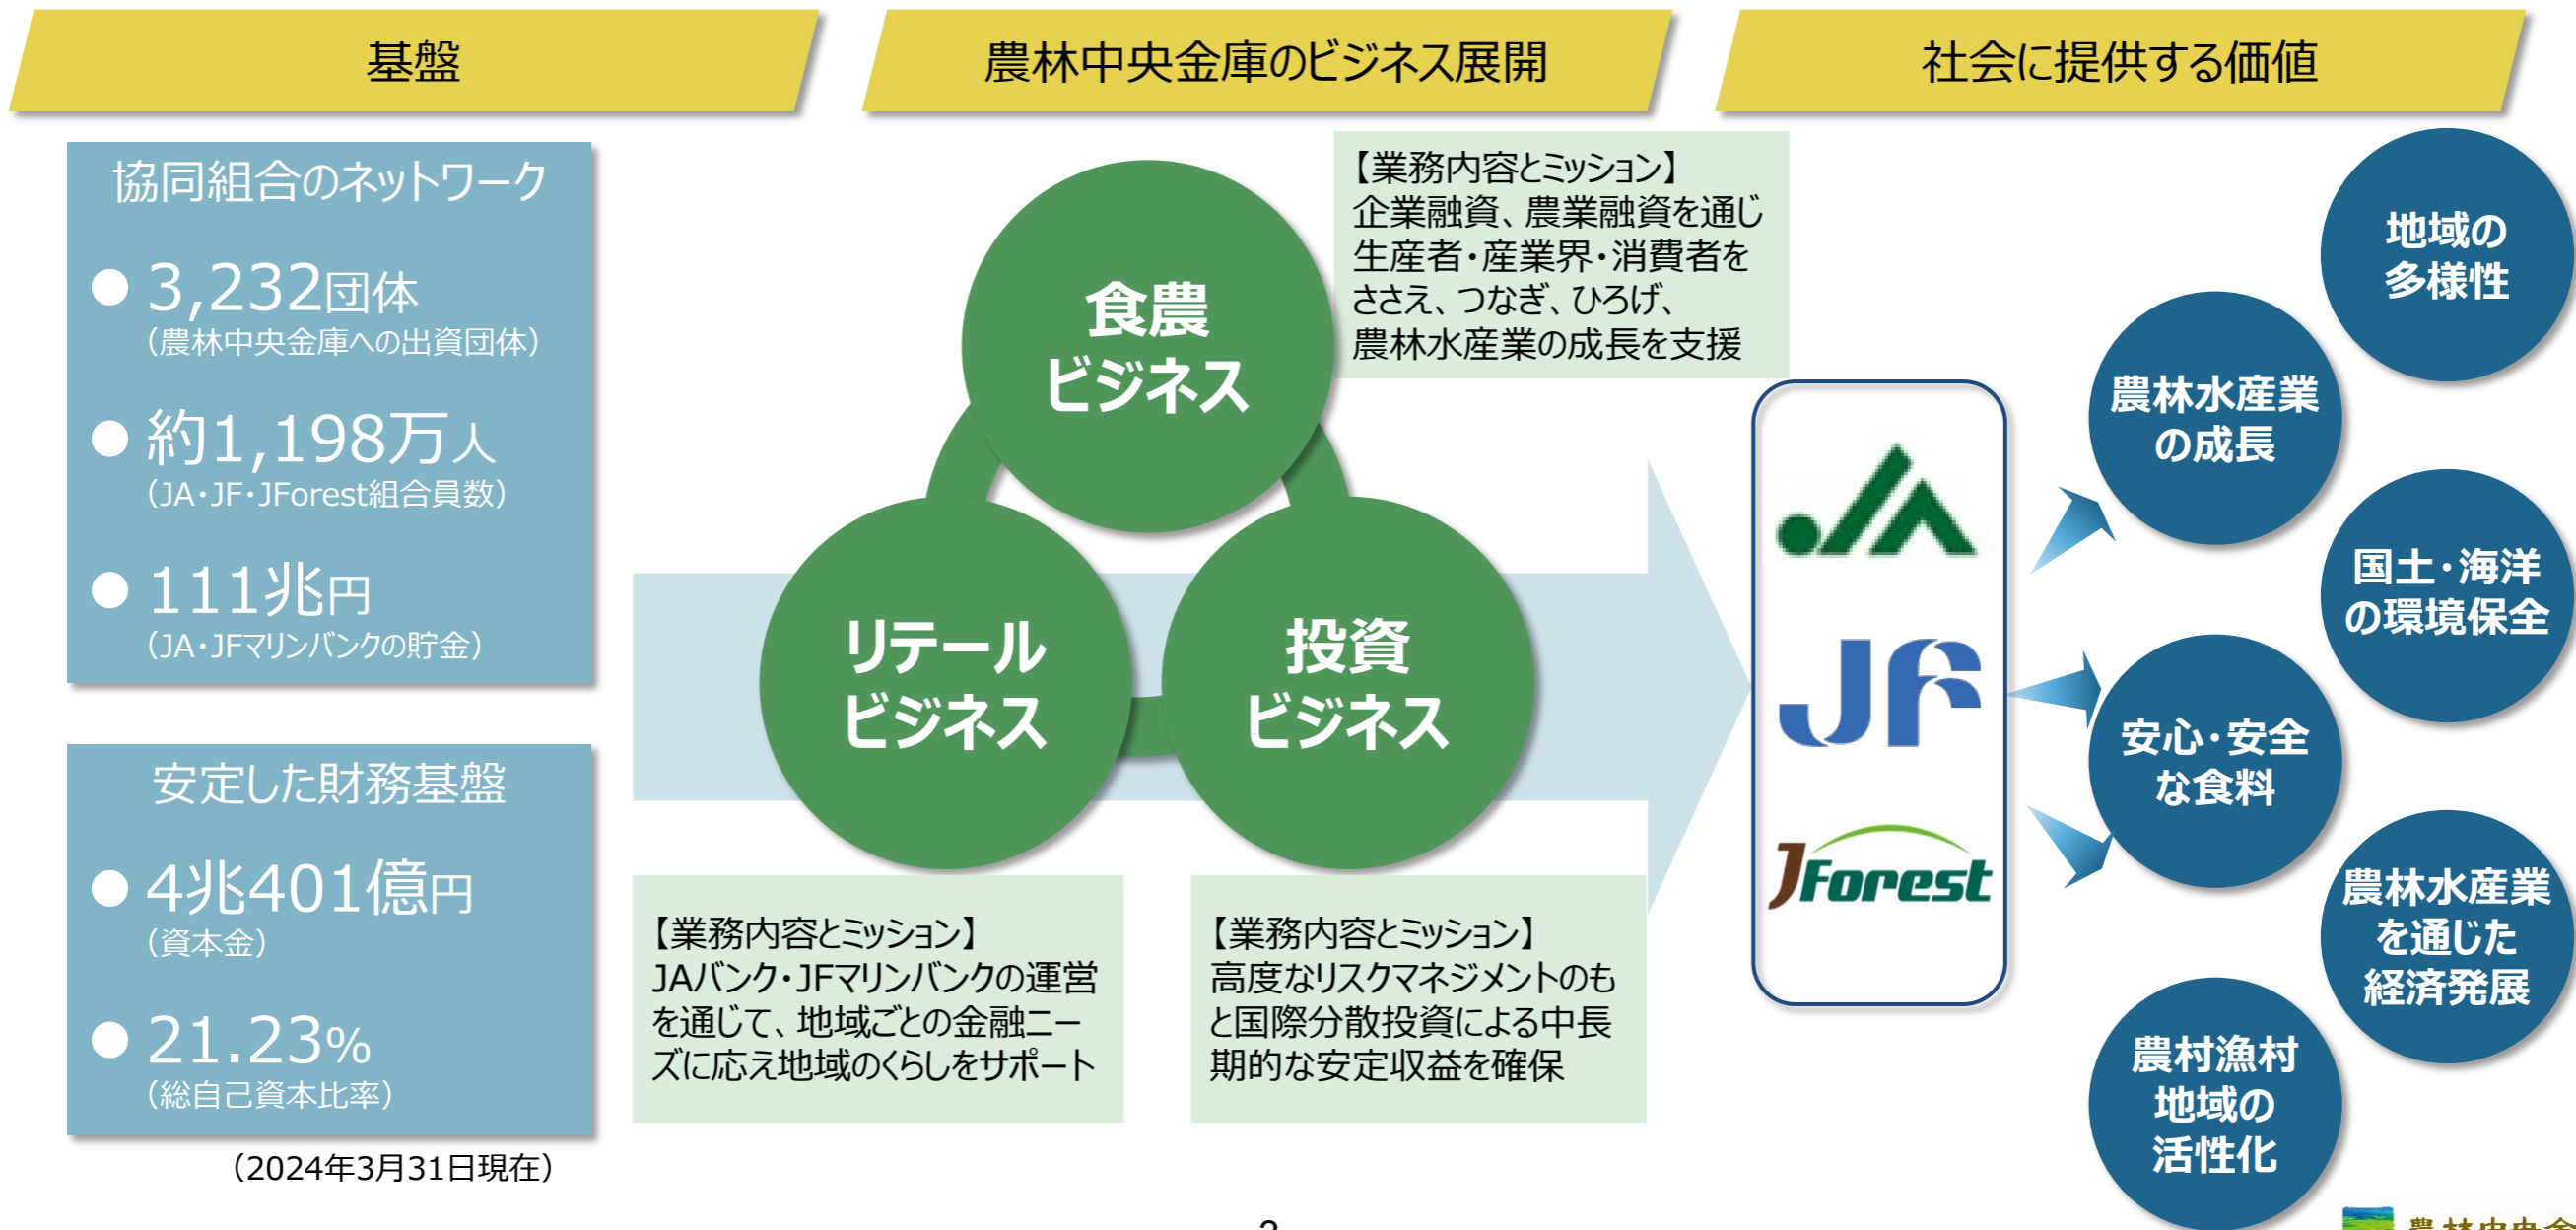 基盤
農林中央金庫のビジネス展開
社会に提供する価値
協同組合のネットワーク
● 3,232団体
（農林中央金庫への出資団体）
● 約1,198万人
（JA・JF・JForest組合員数）
● 111兆円
（JA・JFマリンバンクの貯金）
安定した財務基盤
● 4兆401億円
（資本金）
● 21.23%
（総自己資本比率）
（2024年3月31日現在）
食農
ビジネス
【業務内容とミッション】
企業融資、農業融資を通じ
生産者・産業界・消費者を
ささえ、つなぎ、ひろげ、
農林水産業の成長を支援
リテール
ビジネス
投資
ビジネス
【業務内容とミッション】
JAバンク・JFマリンバンクの運営
を通じて、地域ごとの金融ニー
ズに応え地域のくらしをサポート
【業務内容とミッション】
高度なリスクマネジメントのも
と国際分散投資による中長
期的な安定収益を確保
JA
JF
JForest
地域の
多様性
農林水産業
の成長
国土・海洋
の環境保全
安心・安全
な食料
農林水産業
を通じた
経済発展
農村漁村
地域の
活性化